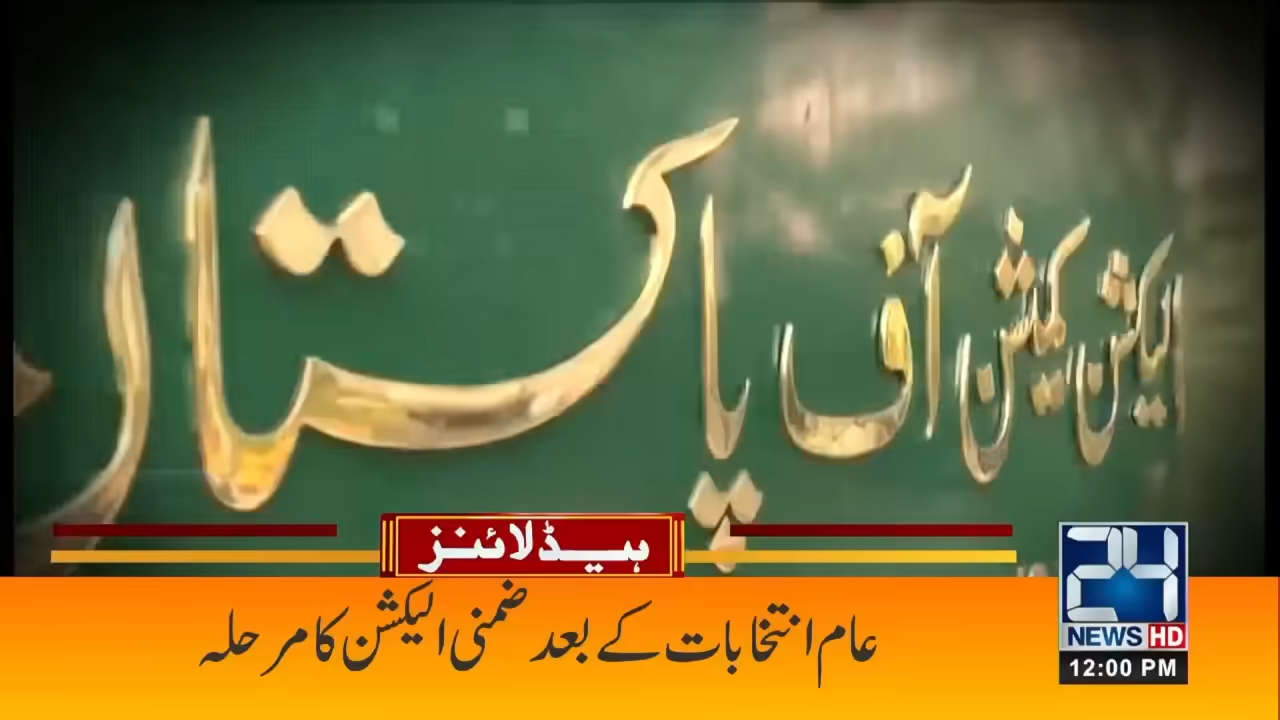 الیکشن کمیشن آف پاکستان
ہیڈلائنز
عام انتخابات کے بعد ضمنی الیکشن کا مرحلہ
24
NEWS HD
12:00 PM